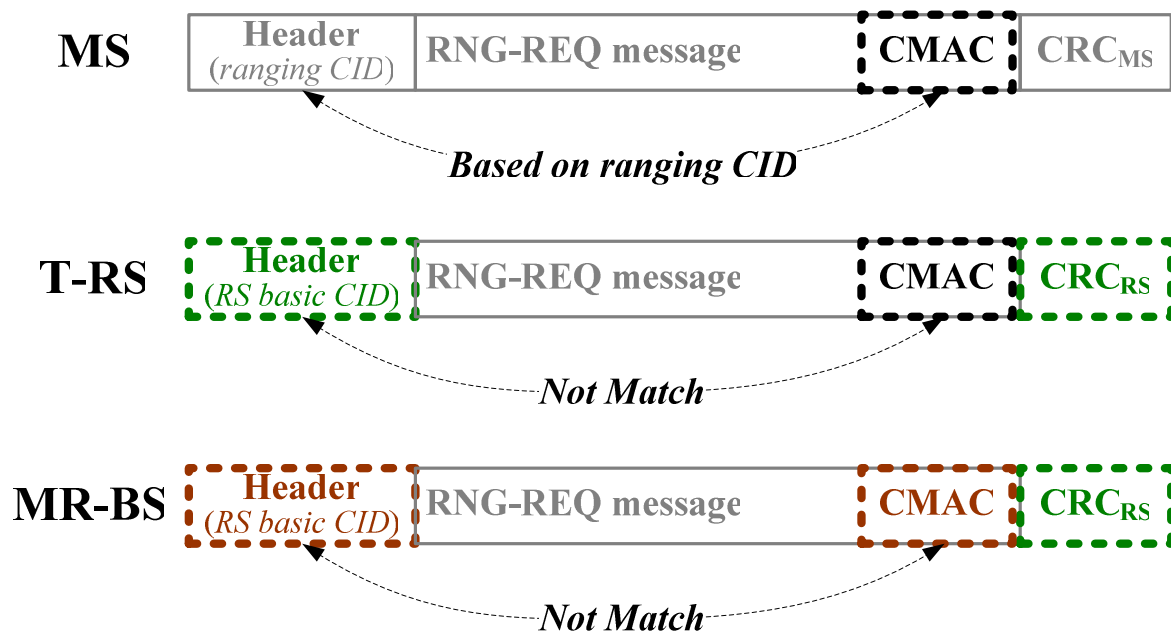 MS Header RNG-REQ message CMAC CRCMS
(ranging CID)
Based on ranging CID
T-RS Header RNG-REQ message CMAC CRCRS
(RS basic CID)
Not Match
MR-BS Header RNG-REQ message CMAC CRCRS
(RS basic CID)
Not Match